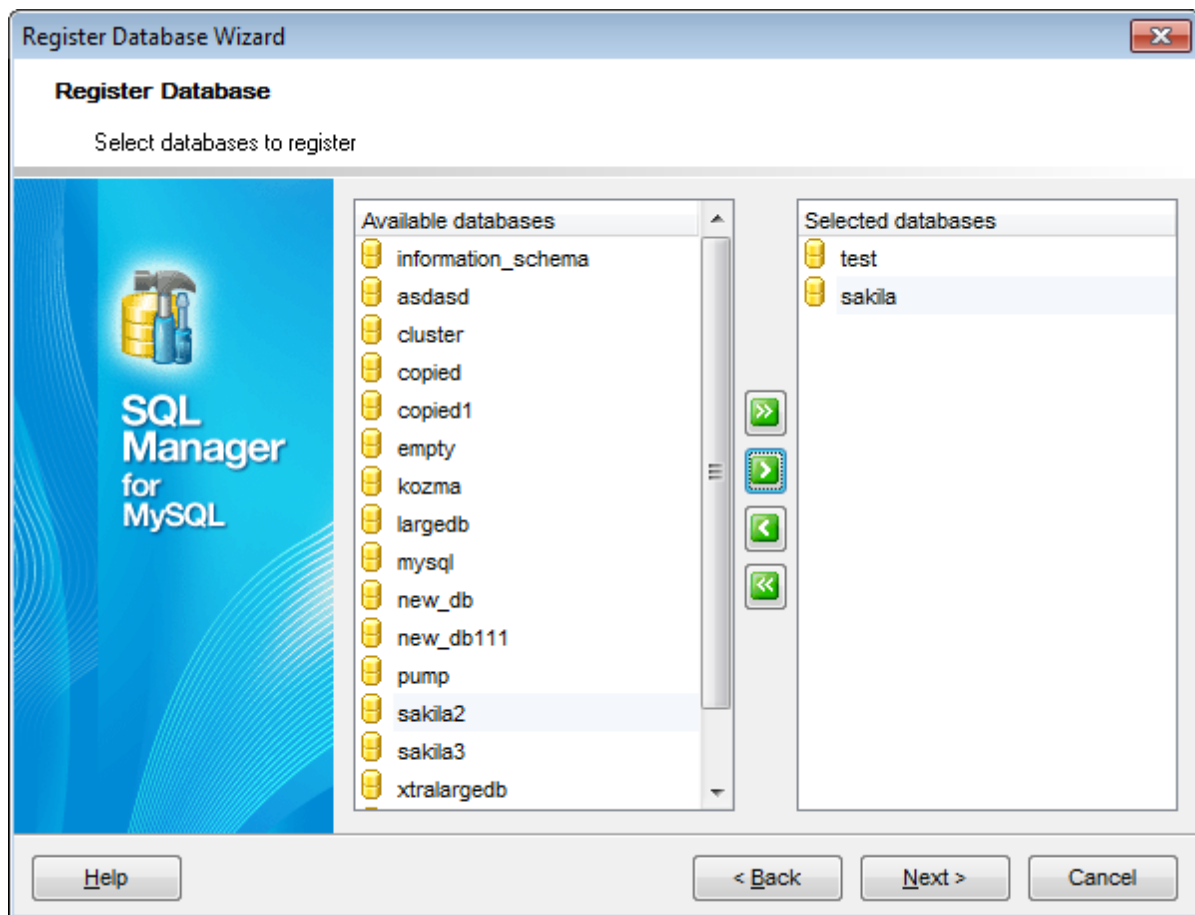 Register Database Wizard
Register Database
Select databases to register
SQL
Manager
for
MySQL
Available databases
information_schema
asdasd
cluster
copied
copied1
empty
kozma
largedb
mysql
new_db
new_db111
pump
sakila2
sakila3
xtralargedb
Selected databases
test
sakila
Help
< Back
Next >
Cancel